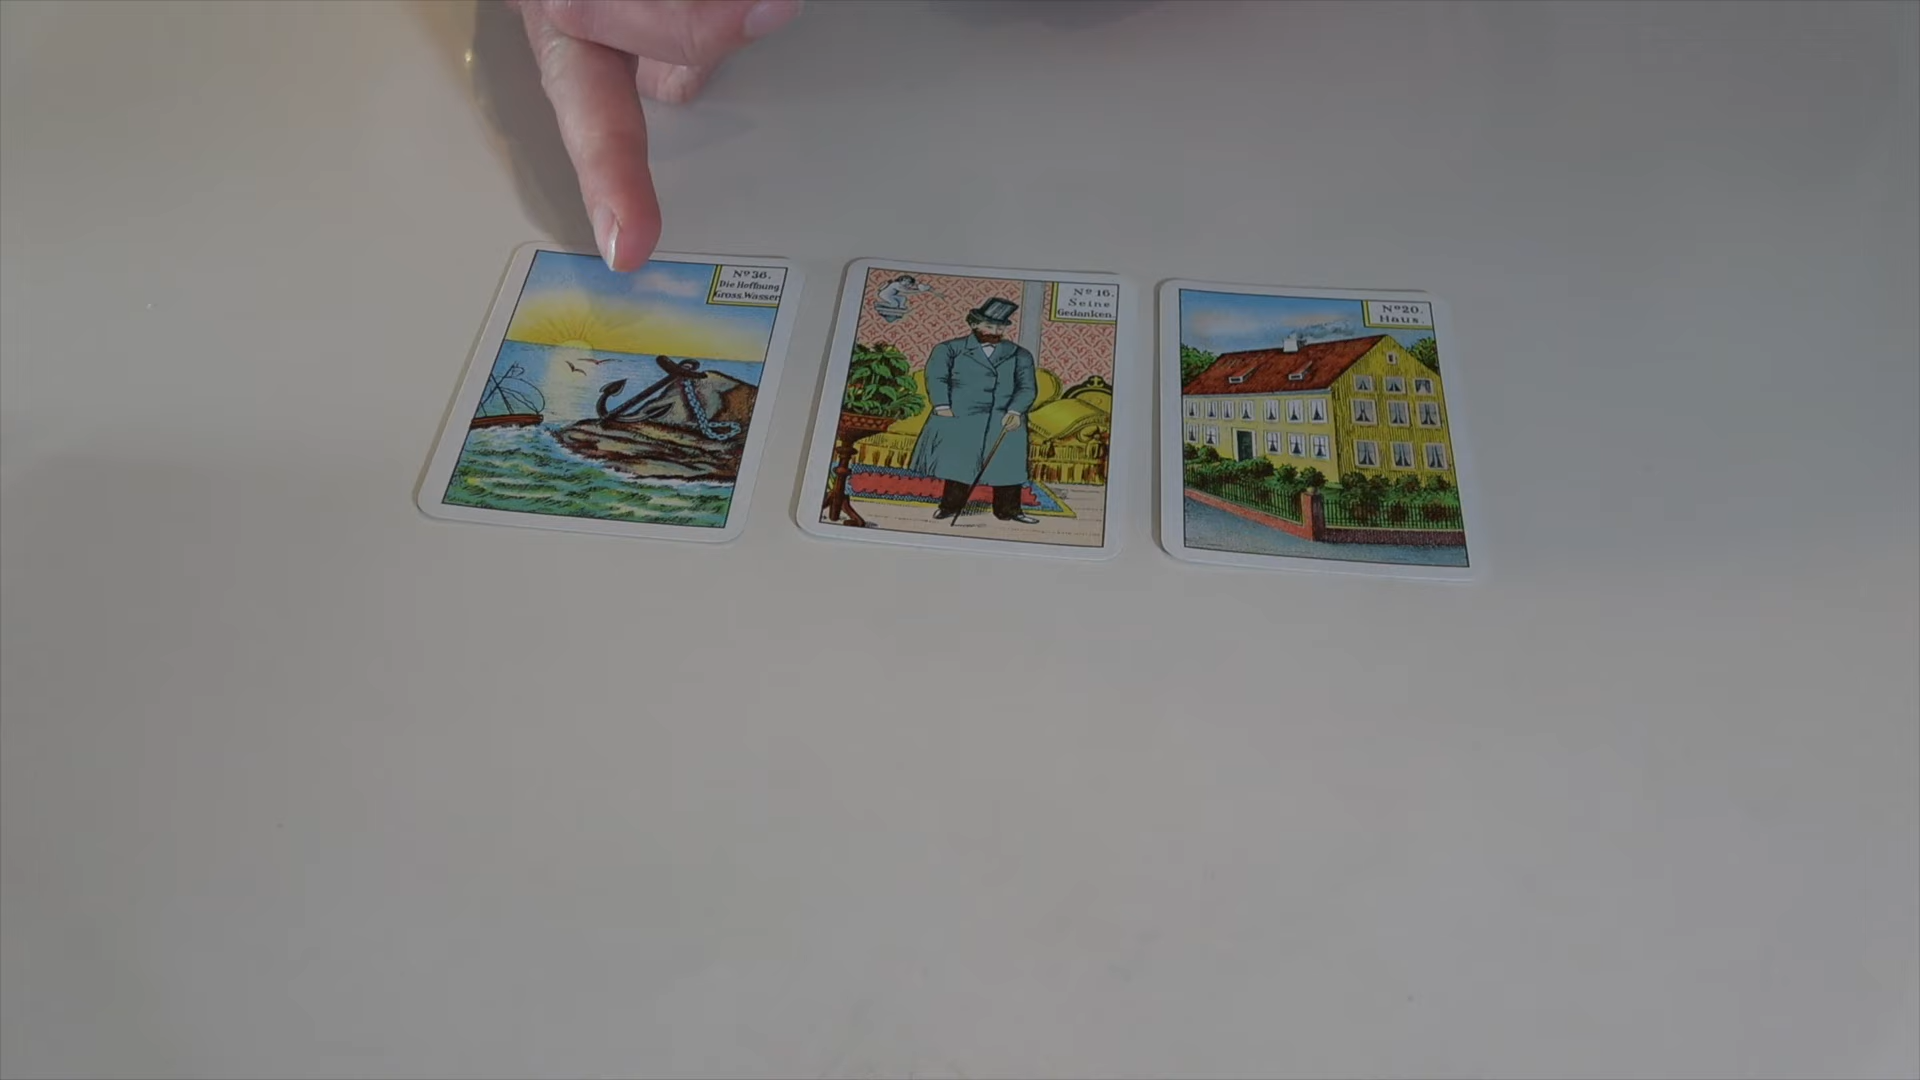 Nº 36.
Die Hoffnung
Gross. Wasser
Nº 16.
Seine
Gedanken.
Nº 20.
Haus.